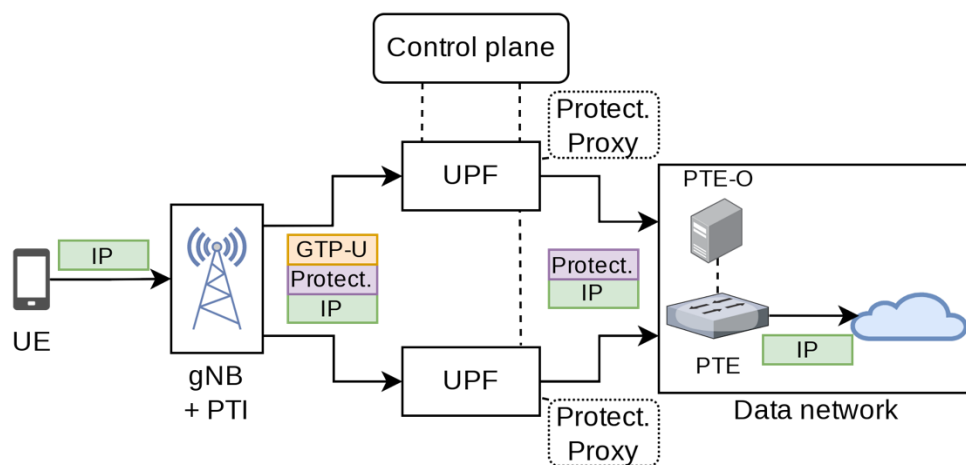 Control plane
Protect.
Proxy
UPF
PTE-O
IP
GTP-U
Protect.
IP
Protect.
IP
UE
gNB
+ PTI
UPF
PTE
IP
Protect.
Proxy
Data network